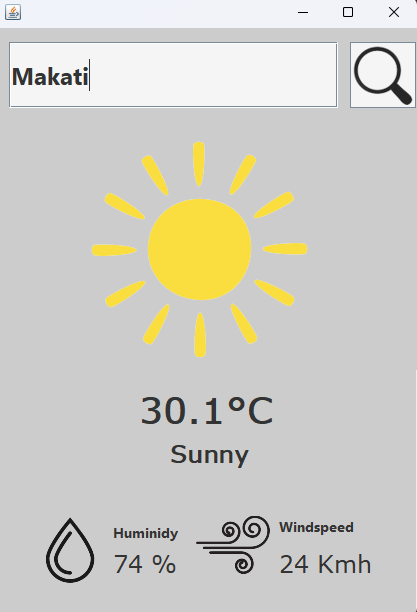 Makati
30.1°C
Sunny
Huminidy
74 %
Windspeed
24 Kmh